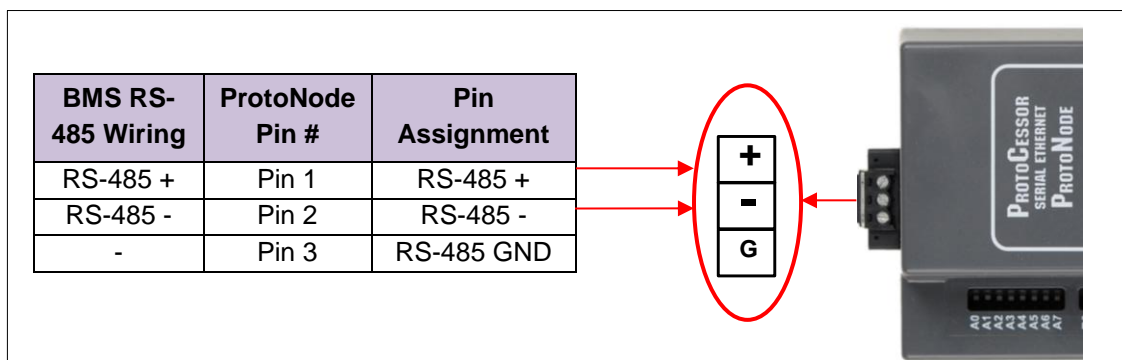 BMS RS-
485 Wiring
ProtoNode
Pin #
Pin
Assignment
RS-485 +
Pin 1
RS-485 +
RS-485 -
Pin 2
RS-485 -
-
Pin 3
RS-485 GND
+
-
G
PROTOCESSOR
SERIAL ETHERNET
PROTONODE
A0
A1
A2
A3
A4
A5
A6
A7